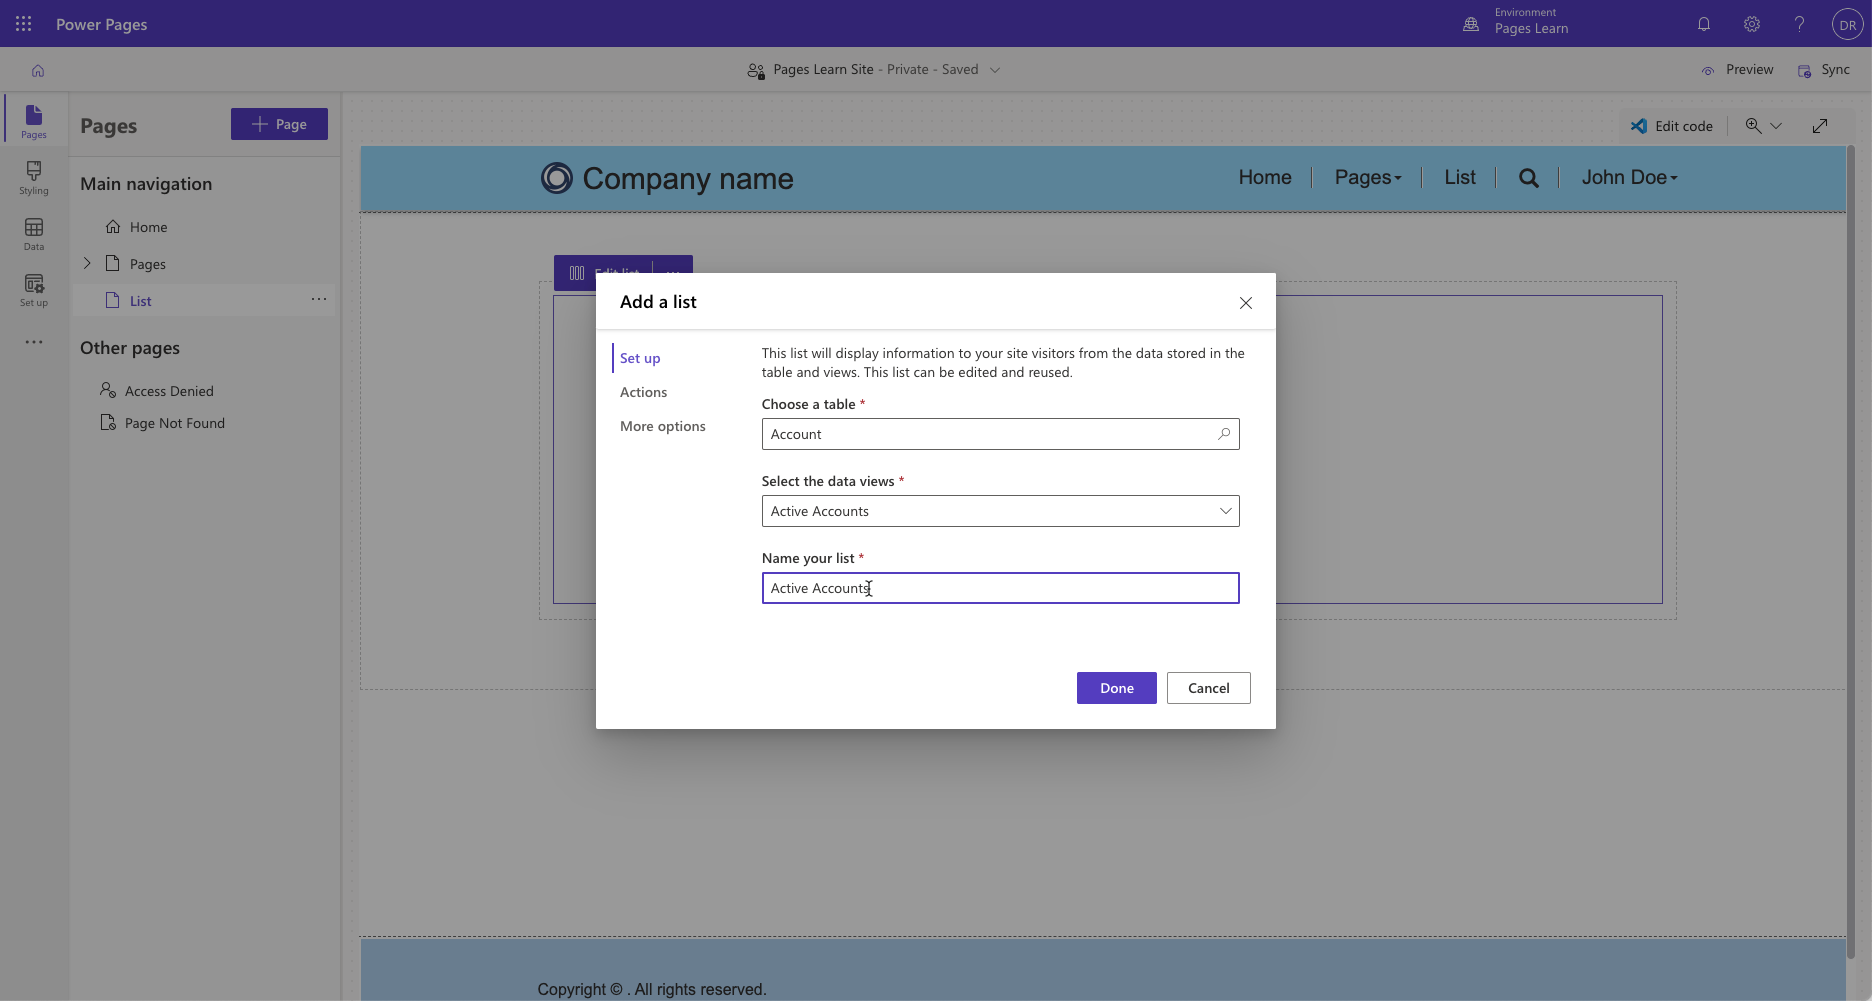 Power Pages
Environment
Pages Learn
?
DR
Pages Learn Site - Private - Saved
Preview
Sync
Pages
Styling
Data
Set up
Pages
Page
Main navigation
Home
Pages
List
Other pages
Access Denied
Page Not Found
Edit code
Company name
Home
Pages
List
John Doe
Edit list
Add a list
Set up
Actions
More options
This list will display information to your site visitors from the data stored in the
table and views. This list can be edited and reused.
Choose a table *
Account
Select the data views *
Active Accounts
Name your list *
Active Accounts
Done
Cancel
Copyright © . All rights reserved.